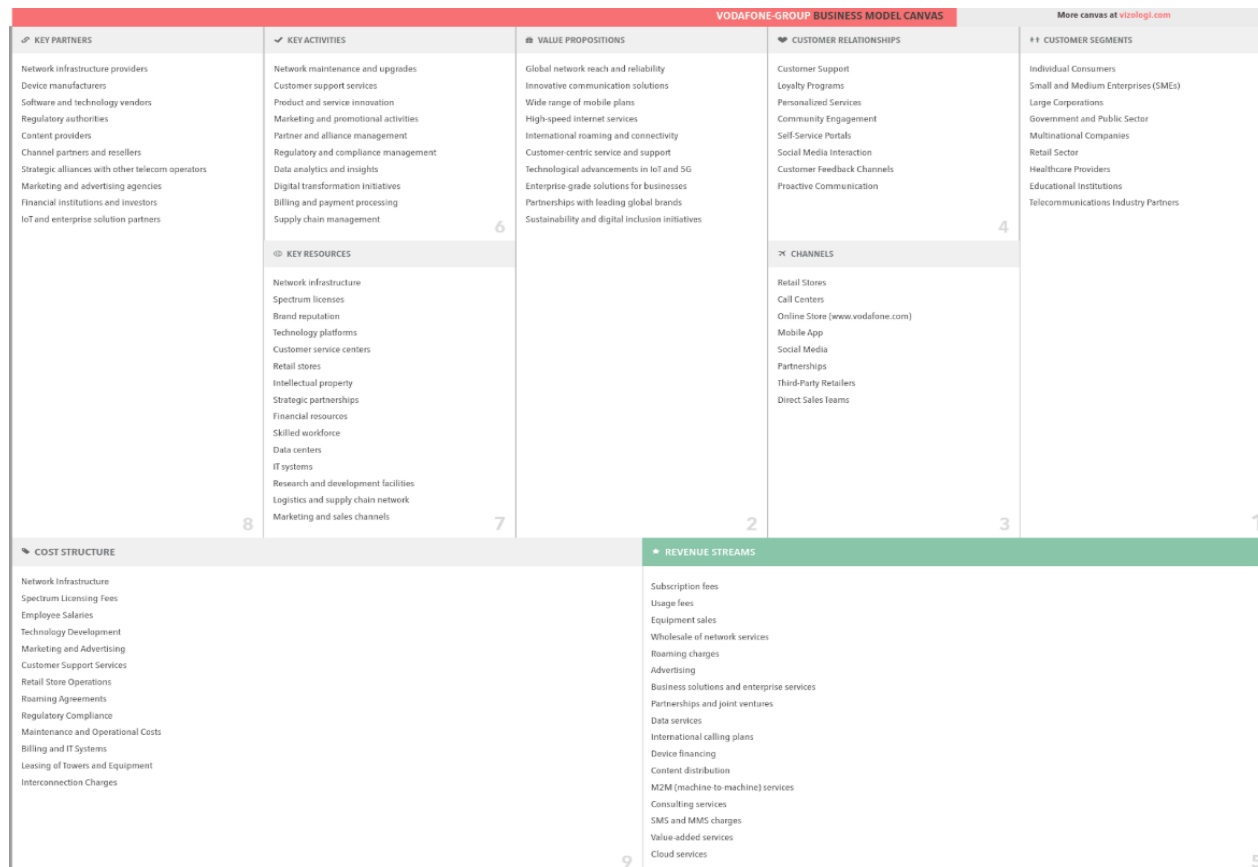 VODAFONE-GROUP BUSINESS MODEL CANVAS
More canvas at vizologi.com
KEY PARTNERS
Network infrastructure providers
Device manufacturers
Software and technology vendors
Regulatory authorities
Content providers
Channel partners and resellers
Strategic alliances with other telecom operators
Marketing and advertising agencies
Financial institutions and investors
IoT and enterprise solution partners
8
KEY ACTIVITIES
Network maintenance and upgrades
Customer support services
Product and service innovation
Marketing and promotional activities
Partner and alliance management
Regulatory and compliance management
Data analytics and insights
Digital transformation initiatives
Billing and payment processing
Supply chain management
6
KEY RESOURCES
Network infrastructure
Spectrum licenses
Brand reputation
Technology platforms
Customer service centers
Retail stores
Intellectual property
Strategic partnerships
Financial resources
Skilled workforce
Data centers
IT systems
Research and development facilities
Logistics and supply chain network
Marketing and sales channels
7
VALUE PROPOSITIONS
Global network reach and reliability
Innovative communication solutions
Wide range of mobile plans
High-speed internet services
International roaming and connectivity
Customer-centric service and support
Technological advancements in IoT and 5G
Enterprise-grade solutions for businesses
Partnerships with leading global brands
Sustainability and digital inclusion initiatives
2
CUSTOMER RELATIONSHIPS
Customer Support
Loyalty Programs
Personalized Services
Community Engagement
Self-Service Portals
Social Media Interaction
Customer Feedback Channels
Proactive Communication
4
CHANNELS
Retail Stores
Call Centers
Online Store (www.vodafone.com)
Mobile App
Social Media
Partnerships
Third-Party Retailers
Direct Sales Teams
3
CUSTOMER SEGMENTS
Individual Consumers
Small and Medium Enterprises (SMEs)
Large Corporations
Government and Public Sector
Multinational Companies
Retail Sector
Healthcare Providers
Educational Institutions
Telecommunications Industry Partners
1
COST STRUCTURE
Network Infrastructure
Spectrum Licensing Fees
Employee Salaries
Technology Development
Marketing and Advertising
Customer Support Services
Retail Store Operations
Roaming Agreements
Regulatory Compliance
Maintenance and Operational Costs
Billing and IT Systems
Leasing of Towers and Equipment
Interconnection Charges
9
REVENUE STREAMS
Subscription fees
Usage fees
Equipment sales
Wholesale of network services
Roaming charges
Advertising
Business solutions and enterprise services
Partnerships and joint ventures
Data services
International calling plans
Device financing
Content distribution
M2M (machine-to-machine) services
Consulting services
SMS and MMS charges
Value-added services
Cloud services
5